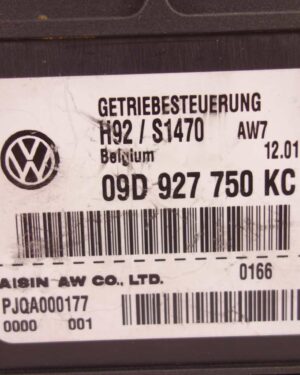 GETRIEBESTEUERUNG
H92 / S1470 AW7
Belgium 12.01
09D 927 750 KC
AISIN AW CO., LTD. 0166
PJQA000177
0000 001